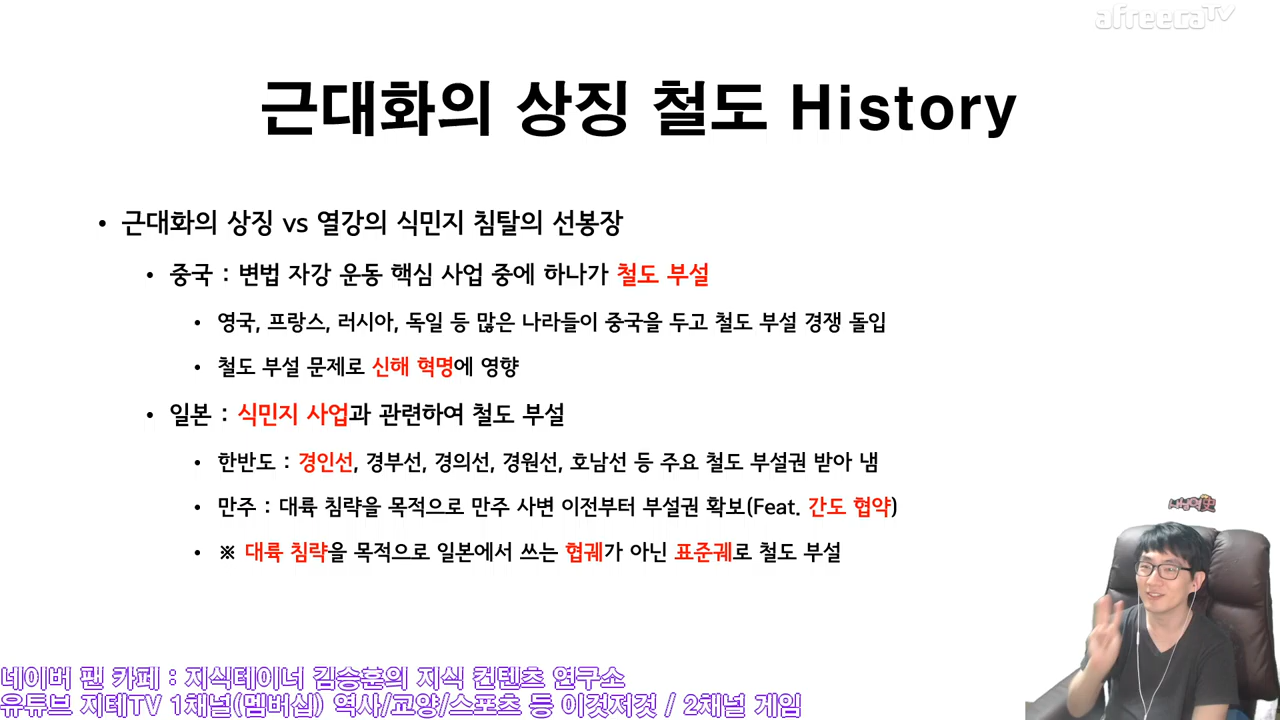 afreecaTV
근대화의 상징 철도 History
• 근대화의 상징 vs 열강의 식민지 침탈의 선봉장
• 중국 : 변법 자강 운동 핵심 사업 중에 하나가 철도 부설
• 영국, 프랑스, 러시아, 독일 등 많은 나라들이 중국을 두고 철도 부설 경쟁 돌입
• 철도 부설 문제로 신해 혁명에 영향
• 일본 : 식민지 사업과 관련하여 철도 부설
• 한반도 : 경인선, 경부선, 경의선, 경원선, 호남선 등 주요 철도 부설권 받아 냄
• 만주 : 대륙 침략을 목적으로 만주 사변 이전부터 부설권 확보(Feat. 간도 협약)
• ※ 대륙 침략을 목적으로 일본에서 쓰는 협궤가 아닌 표준궤로 철도 부설
네이버 팬 카페 : 지식테이너 김승훈의 지식 컨텐츠 연구소
유튜브 지테TV 1채널(멤버십) 역사/교양/스포츠 등 이것저것 / 2채널 게임